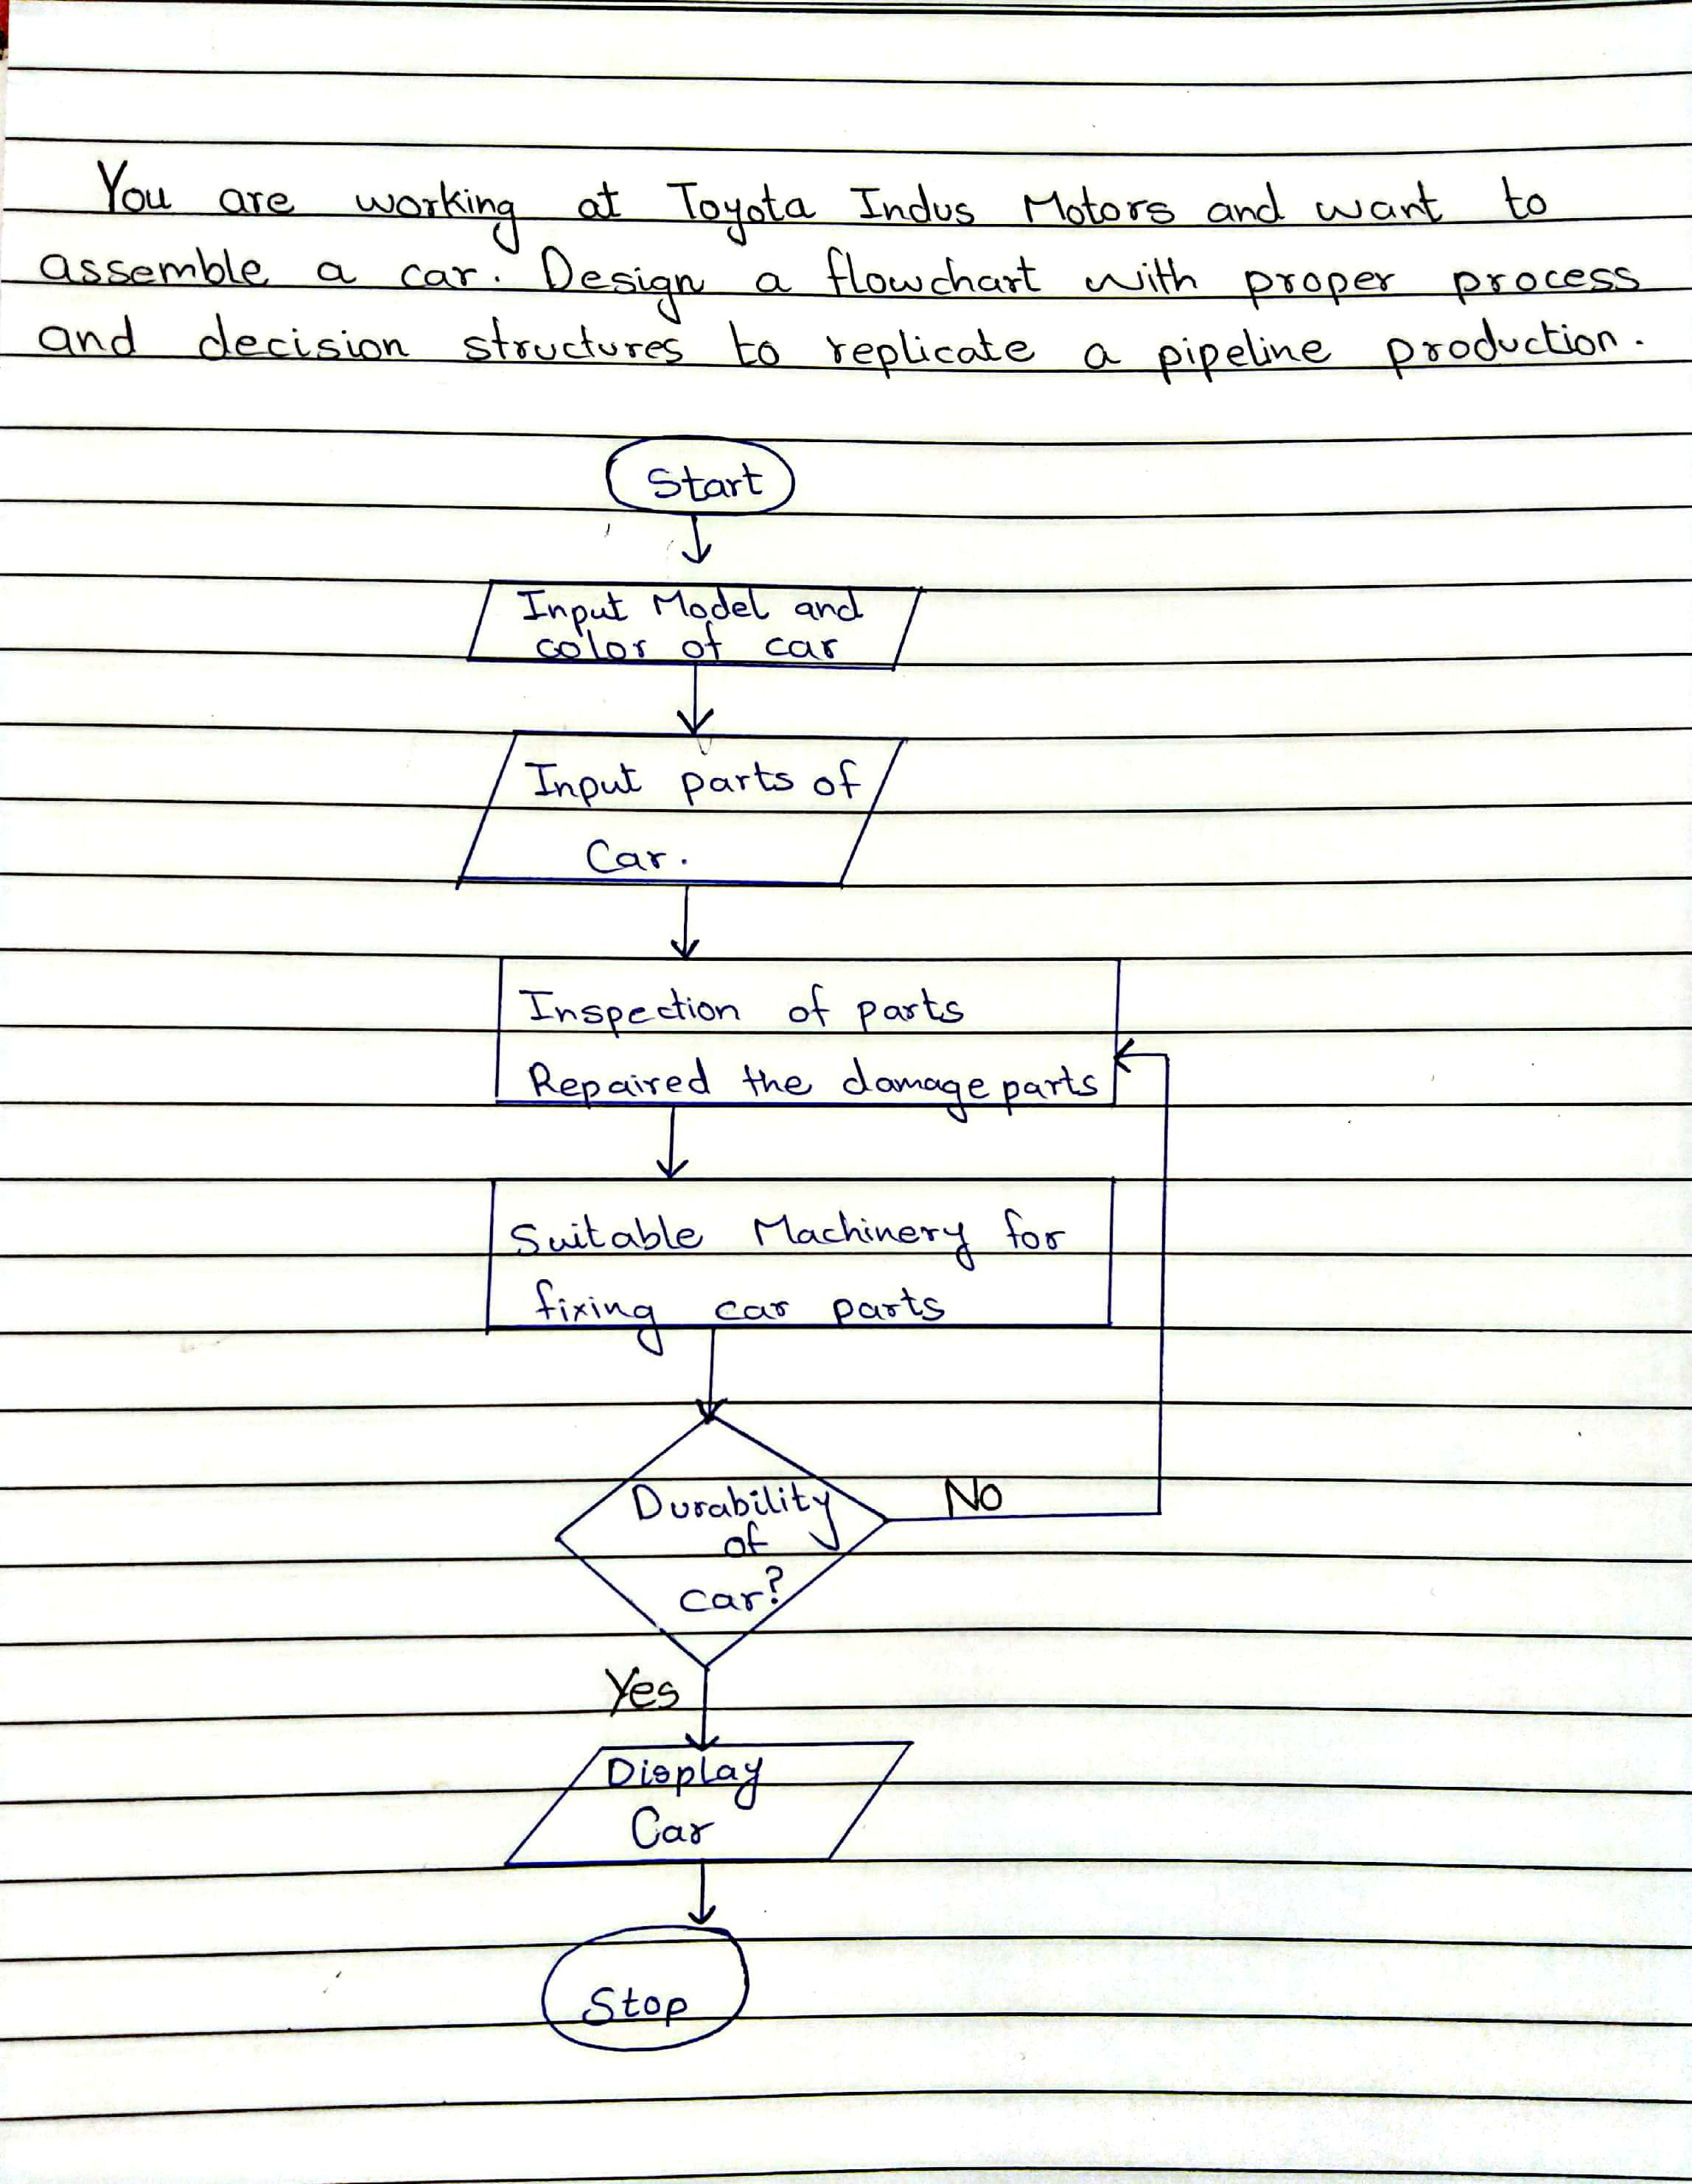 You are working at Toyota Indus Motors and want to
assemble a car. Design a flowchart with proper process
and decision structures to replicate a pipeline production.
Start
Input Model and
color of car
Input parts of
Car.
Inspection of parts
Repaired the damage parts
Suitable Machinery for
fixing car parts
Durability
of
car?
No
Yes
Display
Car
Stop